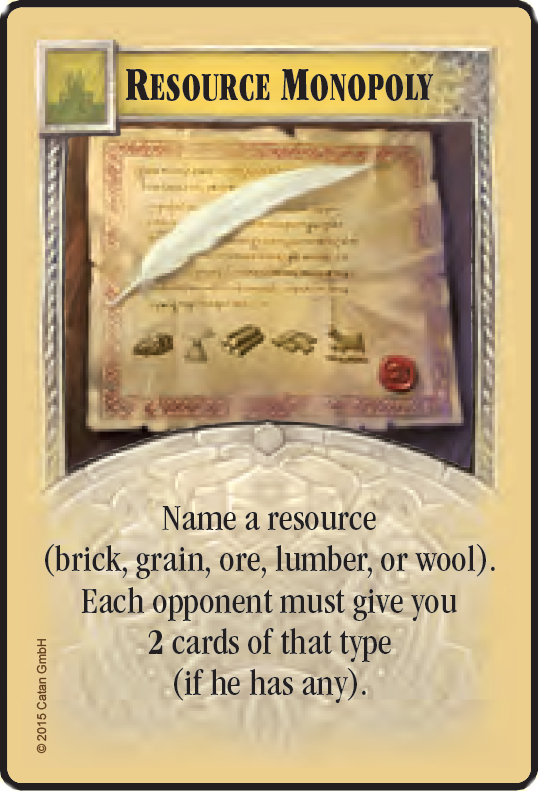 RESOURCE MONOPOLY
Name a resource
(brick, grain, ore, lumber, or wool).
Each opponent must give you
2 cards of that type
(if he has any).
© 2015 Catan GmbH